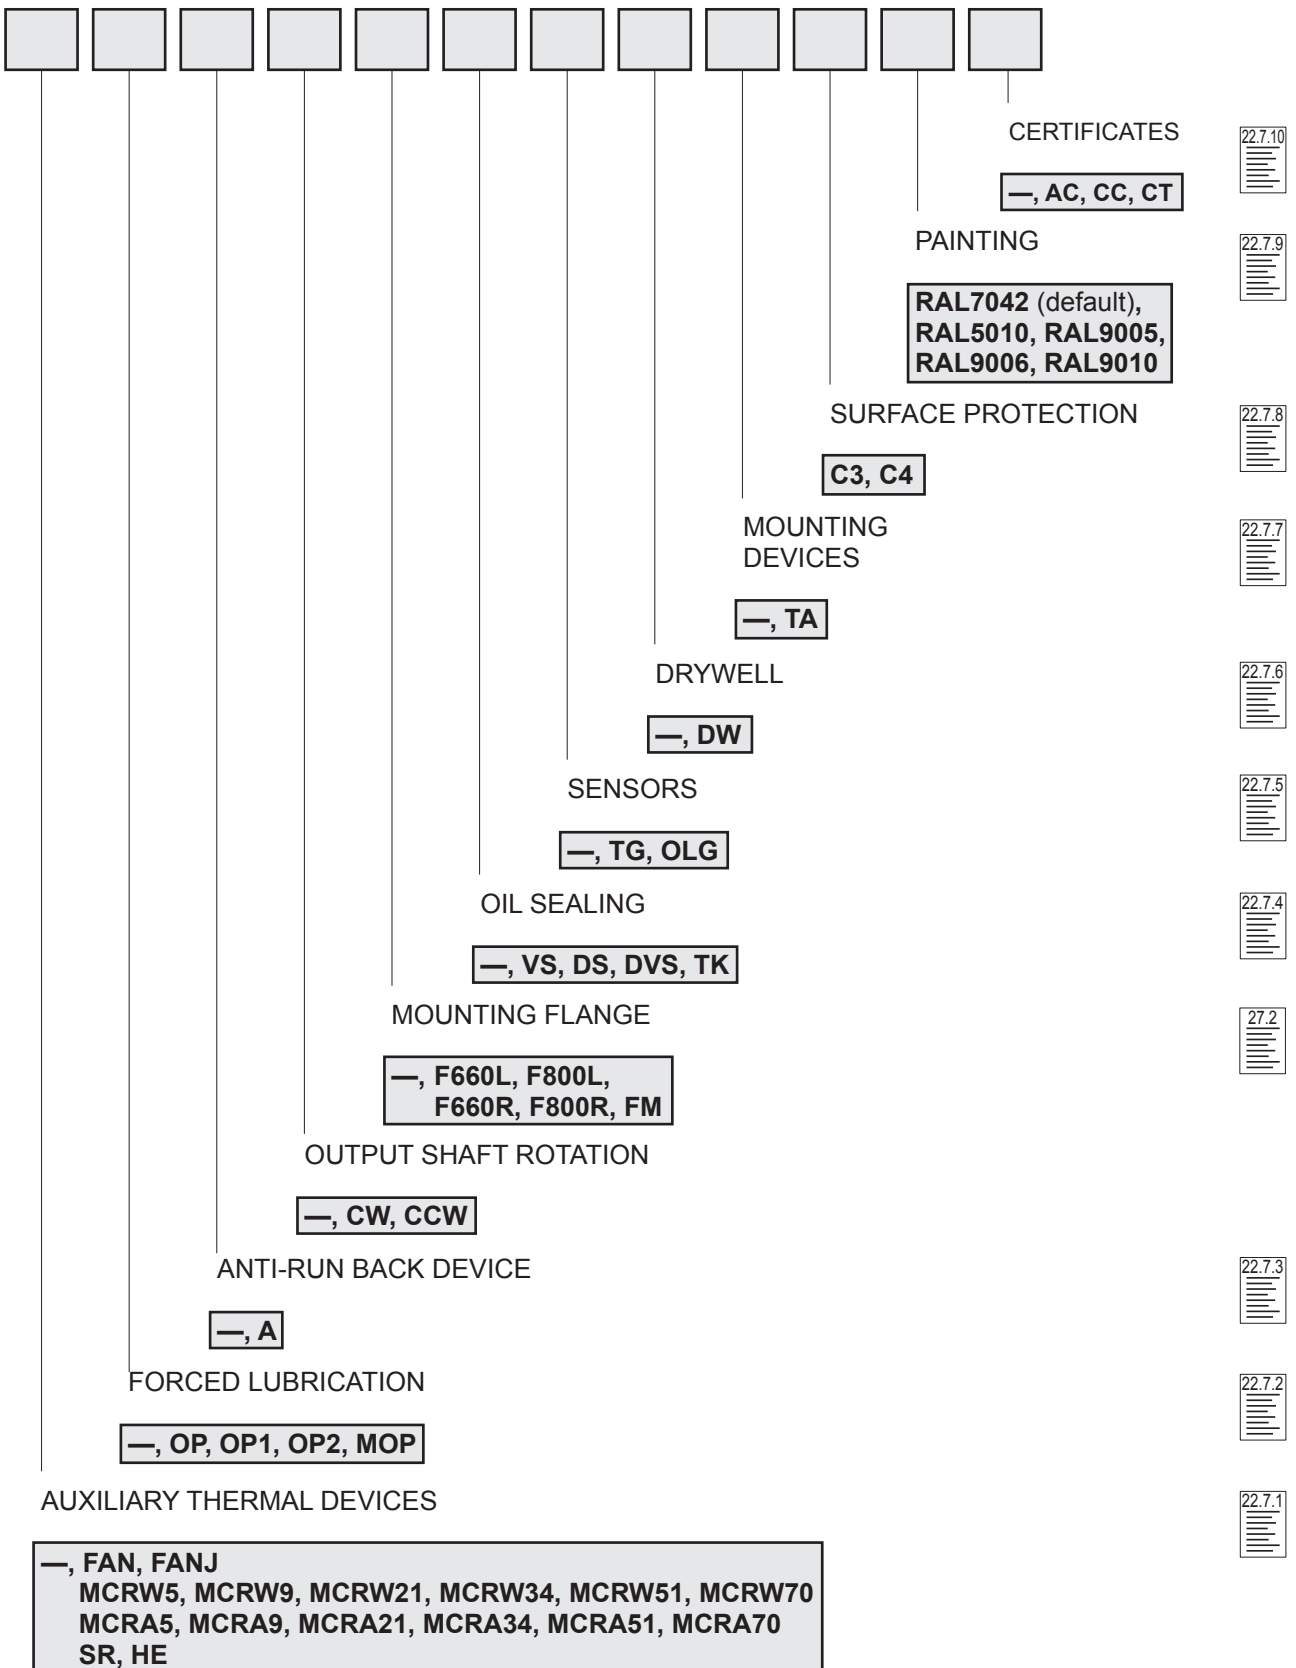 CERTIFICATES
22.7.10
—, AC, CC, CT
PAINTING
22.7.9
RAL7042 (default),
RAL5010, RAL9005,
RAL9006, RAL9010
SURFACE PROTECTION
22.7.8
C3, C4
MOUNTING
DEVICES
22.7.7
—, TA
DRYWELL
22.7.6
—, DW
SENSORS
22.7.5
—, TG, OLG
OIL SEALING
22.7.4
—, VS, DS, DVS, TK
MOUNTING FLANGE
27.2
—, F660L, F800L,
F660R, F800R, FM
OUTPUT SHAFT ROTATION
—, CW, CCW
ANTI-RUN BACK DEVICE
22.7.3
—, A
FORCED LUBRICATION
22.7.2
—, OP, OP1, OP2, MOP
AUXILIARY THERMAL DEVICES
22.7.1
—, FAN, FANJ
MCRW5, MCRW9, MCRW21, MCRW34, MCRW51, MCRW70
MCRA5, MCRA9, MCRA21, MCRA34, MCRA51, MCRA70
SR, HE